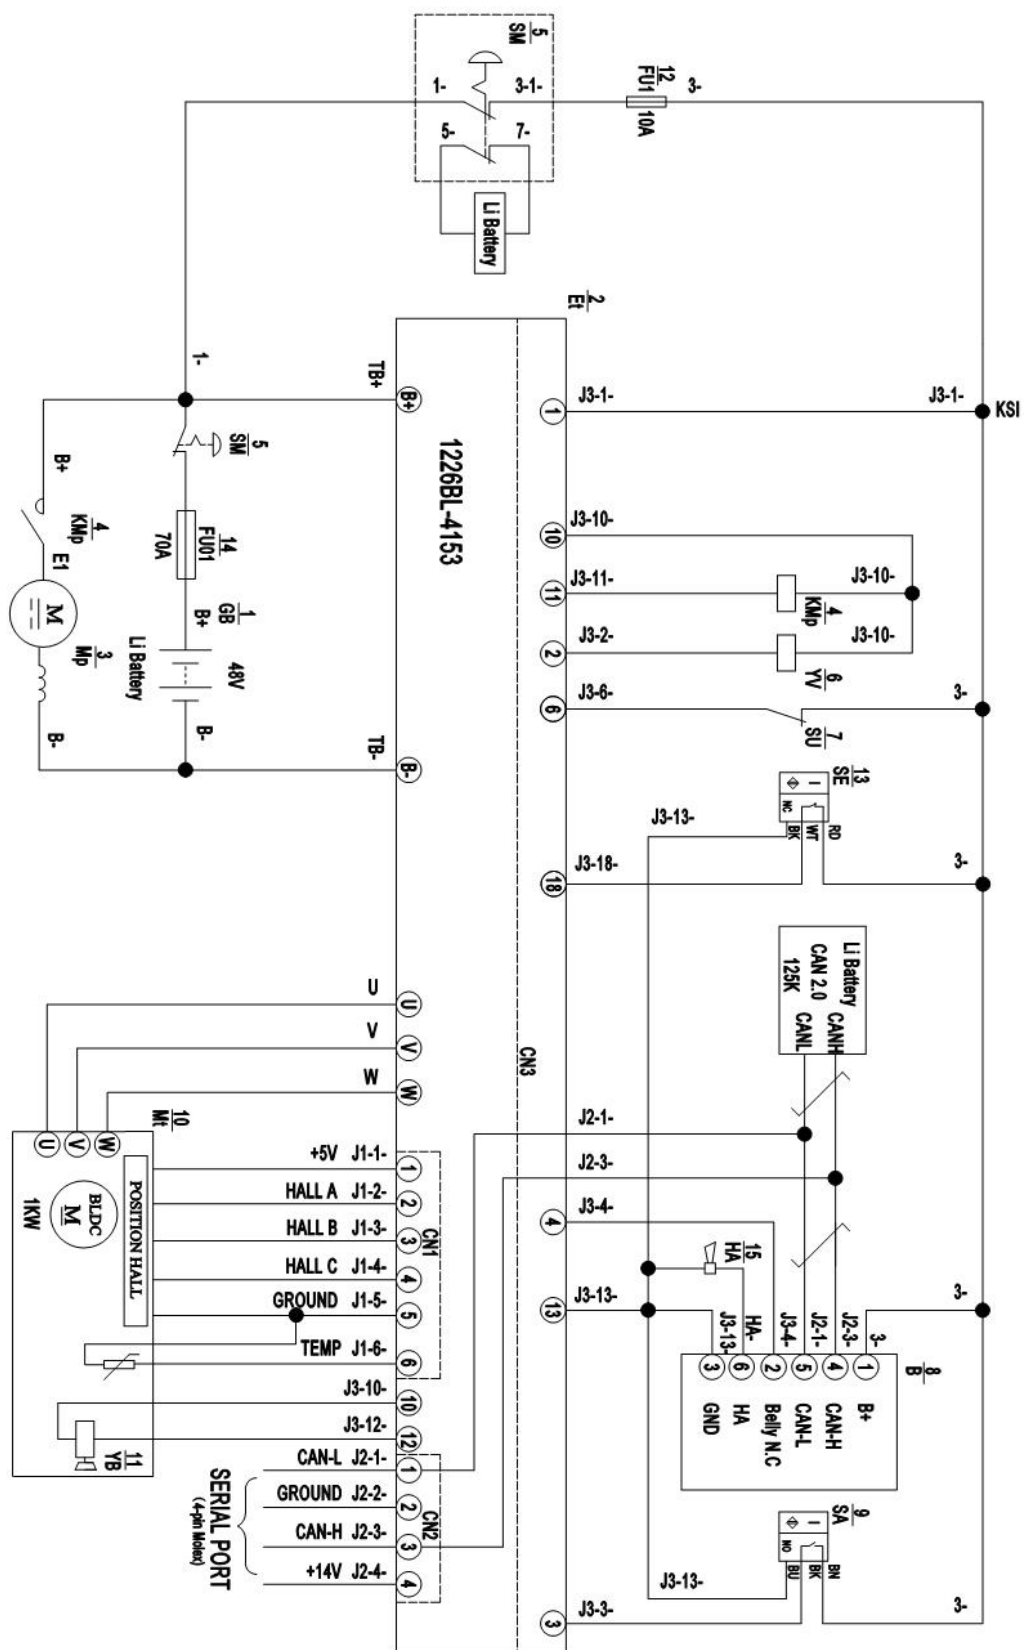 5
SM
1-
3-1-
5-
7-
Li Battery
12
FU1
10A
3-
2
Et
1-
TB+
B+
1226BL-4153
1
J3-1-
J3-1-
KSI
B+
4
KMp
E1
M
3
Mp
5
SM
14
FU01
70A
1
GB
B+
Li Battery
48V
B-
B-
TB-
B-
10
J3-10-
11
J3-11-
4
KMp
J3-10-
2
J3-2-
6
YV
J3-10-
6
J3-6-
7
SU
3-
13
SE
NC
BK
WT
RD
J3-13-
18
J3-18-
3-
Li Battery
CAN 2.0
125K
CANH
CANL
CN3
U
U
V
V
W
W
10
Mt
U
V
W
POSITION HALL
BLDC
M
1KW
+5V J1-1-
1
HALL A J1-2-
2
HALL B J1-3-
3
HALL C J1-4-
4
GROUND J1-5-
5
TEMP J1-6-
6
CN1
J3-10-
10
J3-12-
12
11
YB
CAN-L J2-1-
1
GROUND J2-2-
2
CAN-H J2-3-
3
+14V J2-4-
4
CN2
SERIAL PORT
(4-pin Molex)
J2-1-
J2-3-
4
J3-4-
15
HA
13
J3-13-
J3-13-
HA-
J3-4-
J2-1-
J2-3-
3-
3-
3
6
2
5
4
1
8
B
GND
HA
Belly N.C
CAN-L
CAN-H
B+
9
SA
NO
BU
BK
BN
J3-13-
3
J3-3-
3-